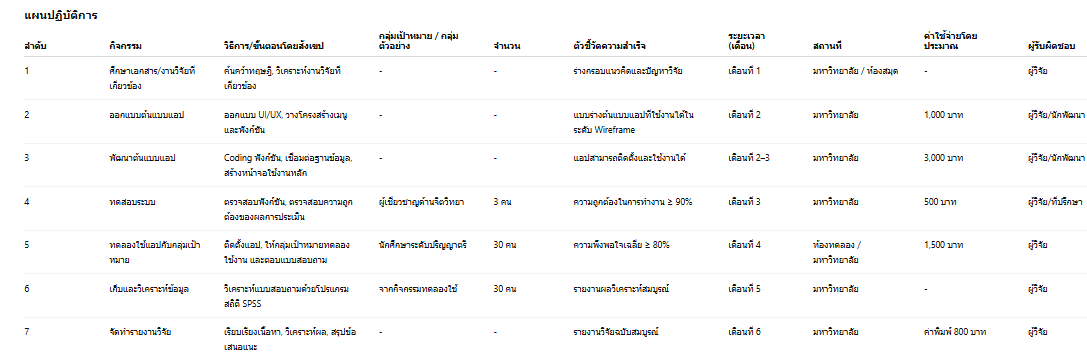 แผนปฏิบัติการ
ลำดับ กิจกรรม วิธีการ/ขั้นตอนโดยสังเขป กลุ่มเป้าหมาย / กลุ่ม จำนวน ตัวชี้วัดความสำเร็จ ระยะเวลา สถานที่ ค่าใช้จ่ายโดย ผู้รับผิดชอบ
ตัวอย่าง (เดือน) ประมาณ
1 ศึกษาเอกสาร/งานวิจัยที่ ค้นคว้าทฤษฎี, วิเคราะห์งานวิจัยที่ - - ร่างกรอบแนวคิดและปัญหาวิจัย เดือนที่ 1 มหาวิทยาลัย / ห้องสมุด - ผู้วิจัย
เกี่ยวข้อง เกี่ยวข้อง
2 ออกแบบต้นแบบแอป ออกแบบ UI/UX, วางโครงสร้างเมนู - - แบบร่างต้นแบบแอปที่ใช้งานได้ใน เดือนที่ 2 มหาวิทยาลัย 1,000 บาท ผู้วิจัย/นักพัฒนา
และฟังก์ชัน ระดับ Wireframe
3 พัฒนาต้นแบบแอป Coding ฟังก์ชัน, เชื่อมต่อฐานข้อมูล, - - แอปสามารถติดตั้งและใช้งานได้ เดือนที่ 2–3 มหาวิทยาลัย 3,000 บาท ผู้วิจัย/นักพัฒนา
สร้างหน้าจอใช้งานหลัก
4 ทดสอบระบบ ตรวจสอบฟังก์ชัน, ตรวจสอบความถูก ผู้เชี่ยวชาญด้านจิตวิทยา 3 คน ความถูกต้องในการทำงาน ≥ 90% เดือนที่ 3 มหาวิทยาลัย 500 บาท ผู้วิจัย/ที่ปรึกษา
ต้องของผลการประเมิน
5 ทดลองใช้แอปกับกลุ่มเป้า ติดตั้งแอป, ให้กลุ่มเป้าหมายทดลอง นักศึกษาระดับปริญญาตรี 30 คน ความพึงพอใจเฉลี่ย ≥ 80% เดือนที่ 4 ห้องทดลอง / 1,500 บาท ผู้วิจัย
หมาย ใช้งาน และตอบแบบสอบถาม มหาวิทยาลัย
6 เก็บและวิเคราะห์ข้อมูล วิเคราะห์แบบสอบถามด้วยโปรแกรม จากกิจกรรมทดลองใช้ 30 คน รายงานผลวิเคราะห์สมบูรณ์ เดือนที่ 5 มหาวิทยาลัย - ผู้วิจัย
สถิติ SPSS
7 จัดทำรายงานวิจัย เรียบเรียงเนื้อหา, วิเคราะห์ผล, สรุปข้อ - - รายงานวิจัยฉบับสมบูรณ์ เดือนที่ 6 มหาวิทยาลัย ค่าพิมพ์ 800 บาท ผู้วิจัย
เสนอแนะ